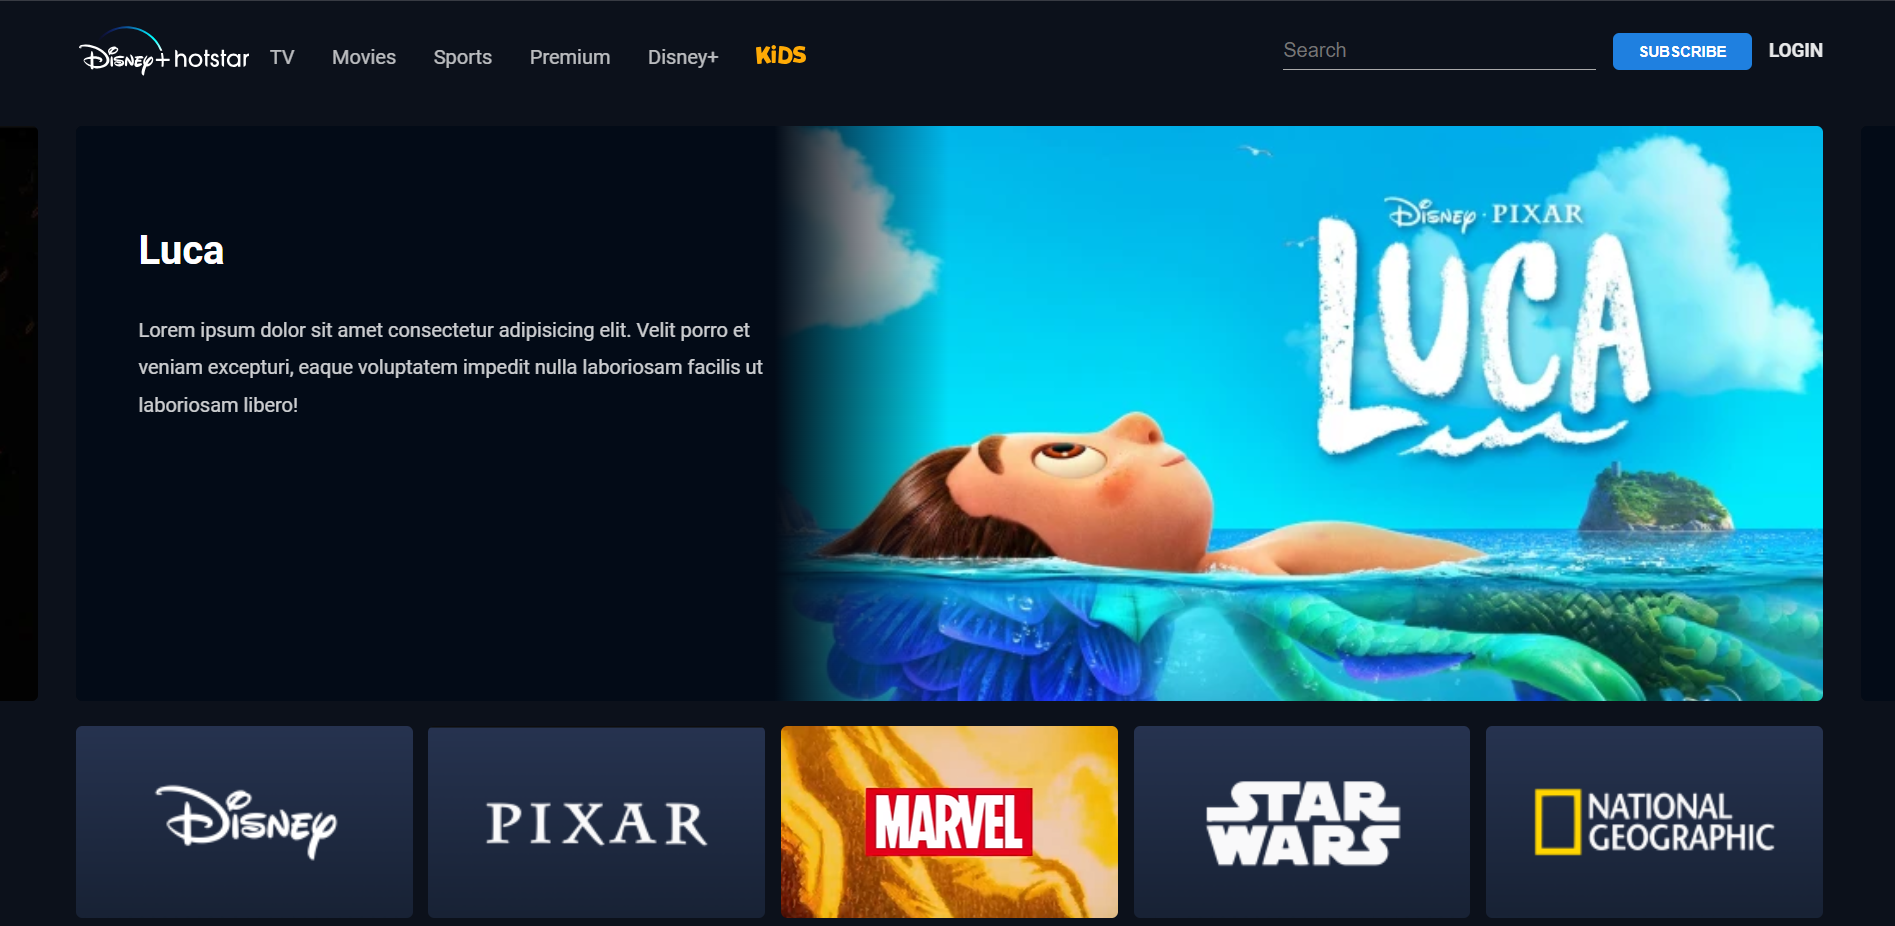 Disney+ hotstar TV Movies Sports Premium Disney+ KiDS Search SUBSCRIBE LOGIN
Luca
Lorem ipsum dolor sit amet consectetur adipisicing elit. Velit porro et
veniam excepturi, eaque voluptatem impedit nulla laboriosam facilis ut
laboriosam libero!
Disney · PIXAR
LUCA
Disney
PIXAR
MARVEL
STAR
WARS
NATIONAL
GEOGRAPHIC